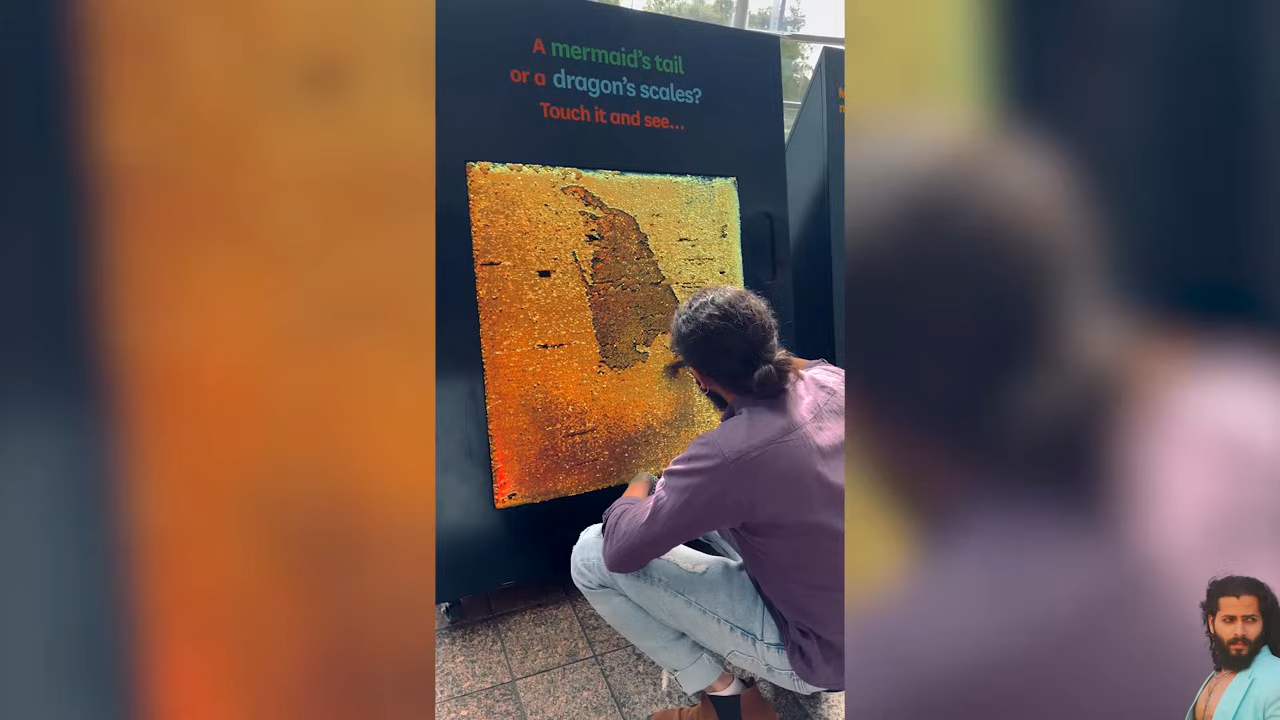 A mermaid's tail
or a dragon's scales?
Touch it and see...